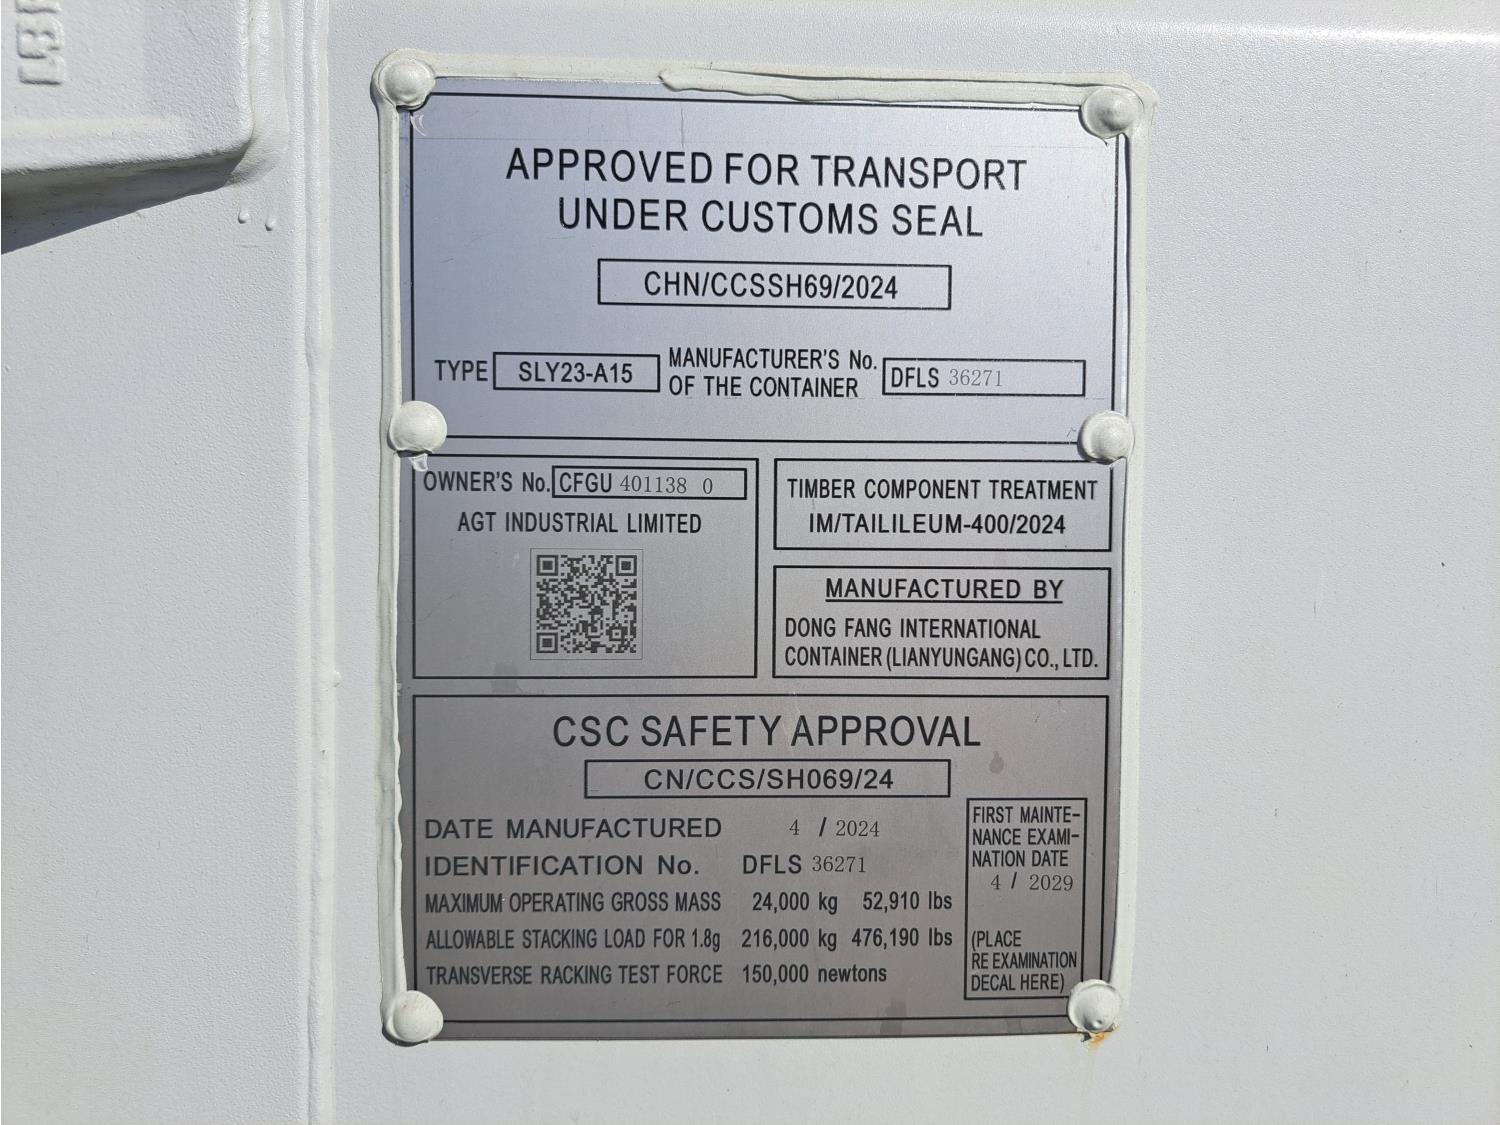 APPROVED FOR TRANSPORT
UNDER CUSTOMS SEAL
CHN/CCSSH69/2024
TYPE SLY23-A15
MANUFACTURER'S No.
OF THE CONTAINER
DFLS 36271
OWNER'S No. CFGU 401138 0
AGT INDUSTRIAL LIMITED
TIMBER COMPONENT TREATMENT
IM/TAILILEUM-400/2024
MANUFACTURED BY
DONG FANG INTERNATIONAL
CONTAINER (LIANYUNGANG) CO., LTD.
CSC SAFETY APPROVAL
CN/CCS/SH069/24
DATE MANUFACTURED 4 / 2024
IDENTIFICATION No. DFLS 36271
MAXIMUM OPERATING GROSS MASS 24,000 kg 52,910 lbs
ALLOWABLE STACKING LOAD FOR 1.8g 216,000 kg 476,190 lbs
TRANSVERSE RACKING TEST FORCE 150,000 newtons
FIRST MAINTE-
NANCE EXAMI-
NATION DATE
4 / 2029
(PLACE
RE EXAMINATION
DECAL HERE)